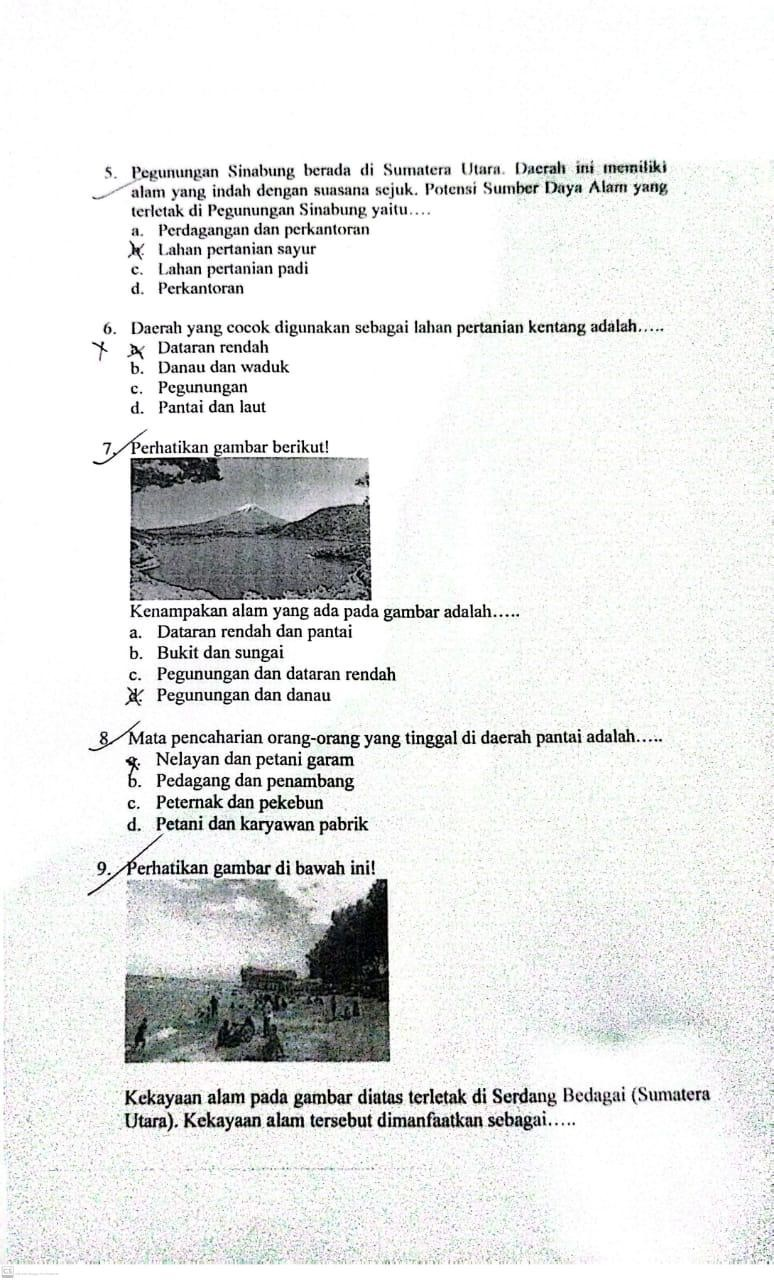 5. Pegunungan Sinabung berada di Sumatera Utara. Daerah ini memiliki
alam yang indah dengan suasana sejuk. Potensi Sumber Daya Alam yang
terletak di Pegunungan Sinabung yaitu....
a. Perdagangan dan perkantoran
b. Lahan pertanian sayur
c. Lahan pertanian padi
d. Perkantoran
6. Daerah yang cocok digunakan sebagai lahan pertanian kentang adalah.....
a. Dataran rendah
b. Danau dan waduk
c. Pegunungan
d. Pantai dan laut
7. Perhatikan gambar berikut!
Kenampakan alam yang ada pada gambar adalah.....
a. Dataran rendah dan pantai
b. Bukit dan sungai
c. Pegunungan dan dataran rendah
d. Pegunungan dan danau
8. Mata pencaharian orang-orang yang tinggal di daerah pantai adalah.....
a. Nelayan dan petani garam
b. Pedagang dan penambang
c. Peternak dan pekebun
d. Petani dan karyawan pabrik
9. Perhatikan gambar di bawah ini!
Kekayaan alam pada gambar diatas terletak di Serdang Bedagai (Sumatera
Utara). Kekayaan alam tersebut dimanfaatkan sebagai.....
CS